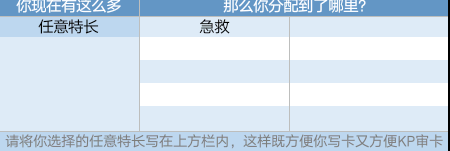 你现在有这么多 那么你分配到了哪里?
任意特长 急救
请将你选择的任意特长写在上方栏内，这样既方便你写卡又方便KP审卡